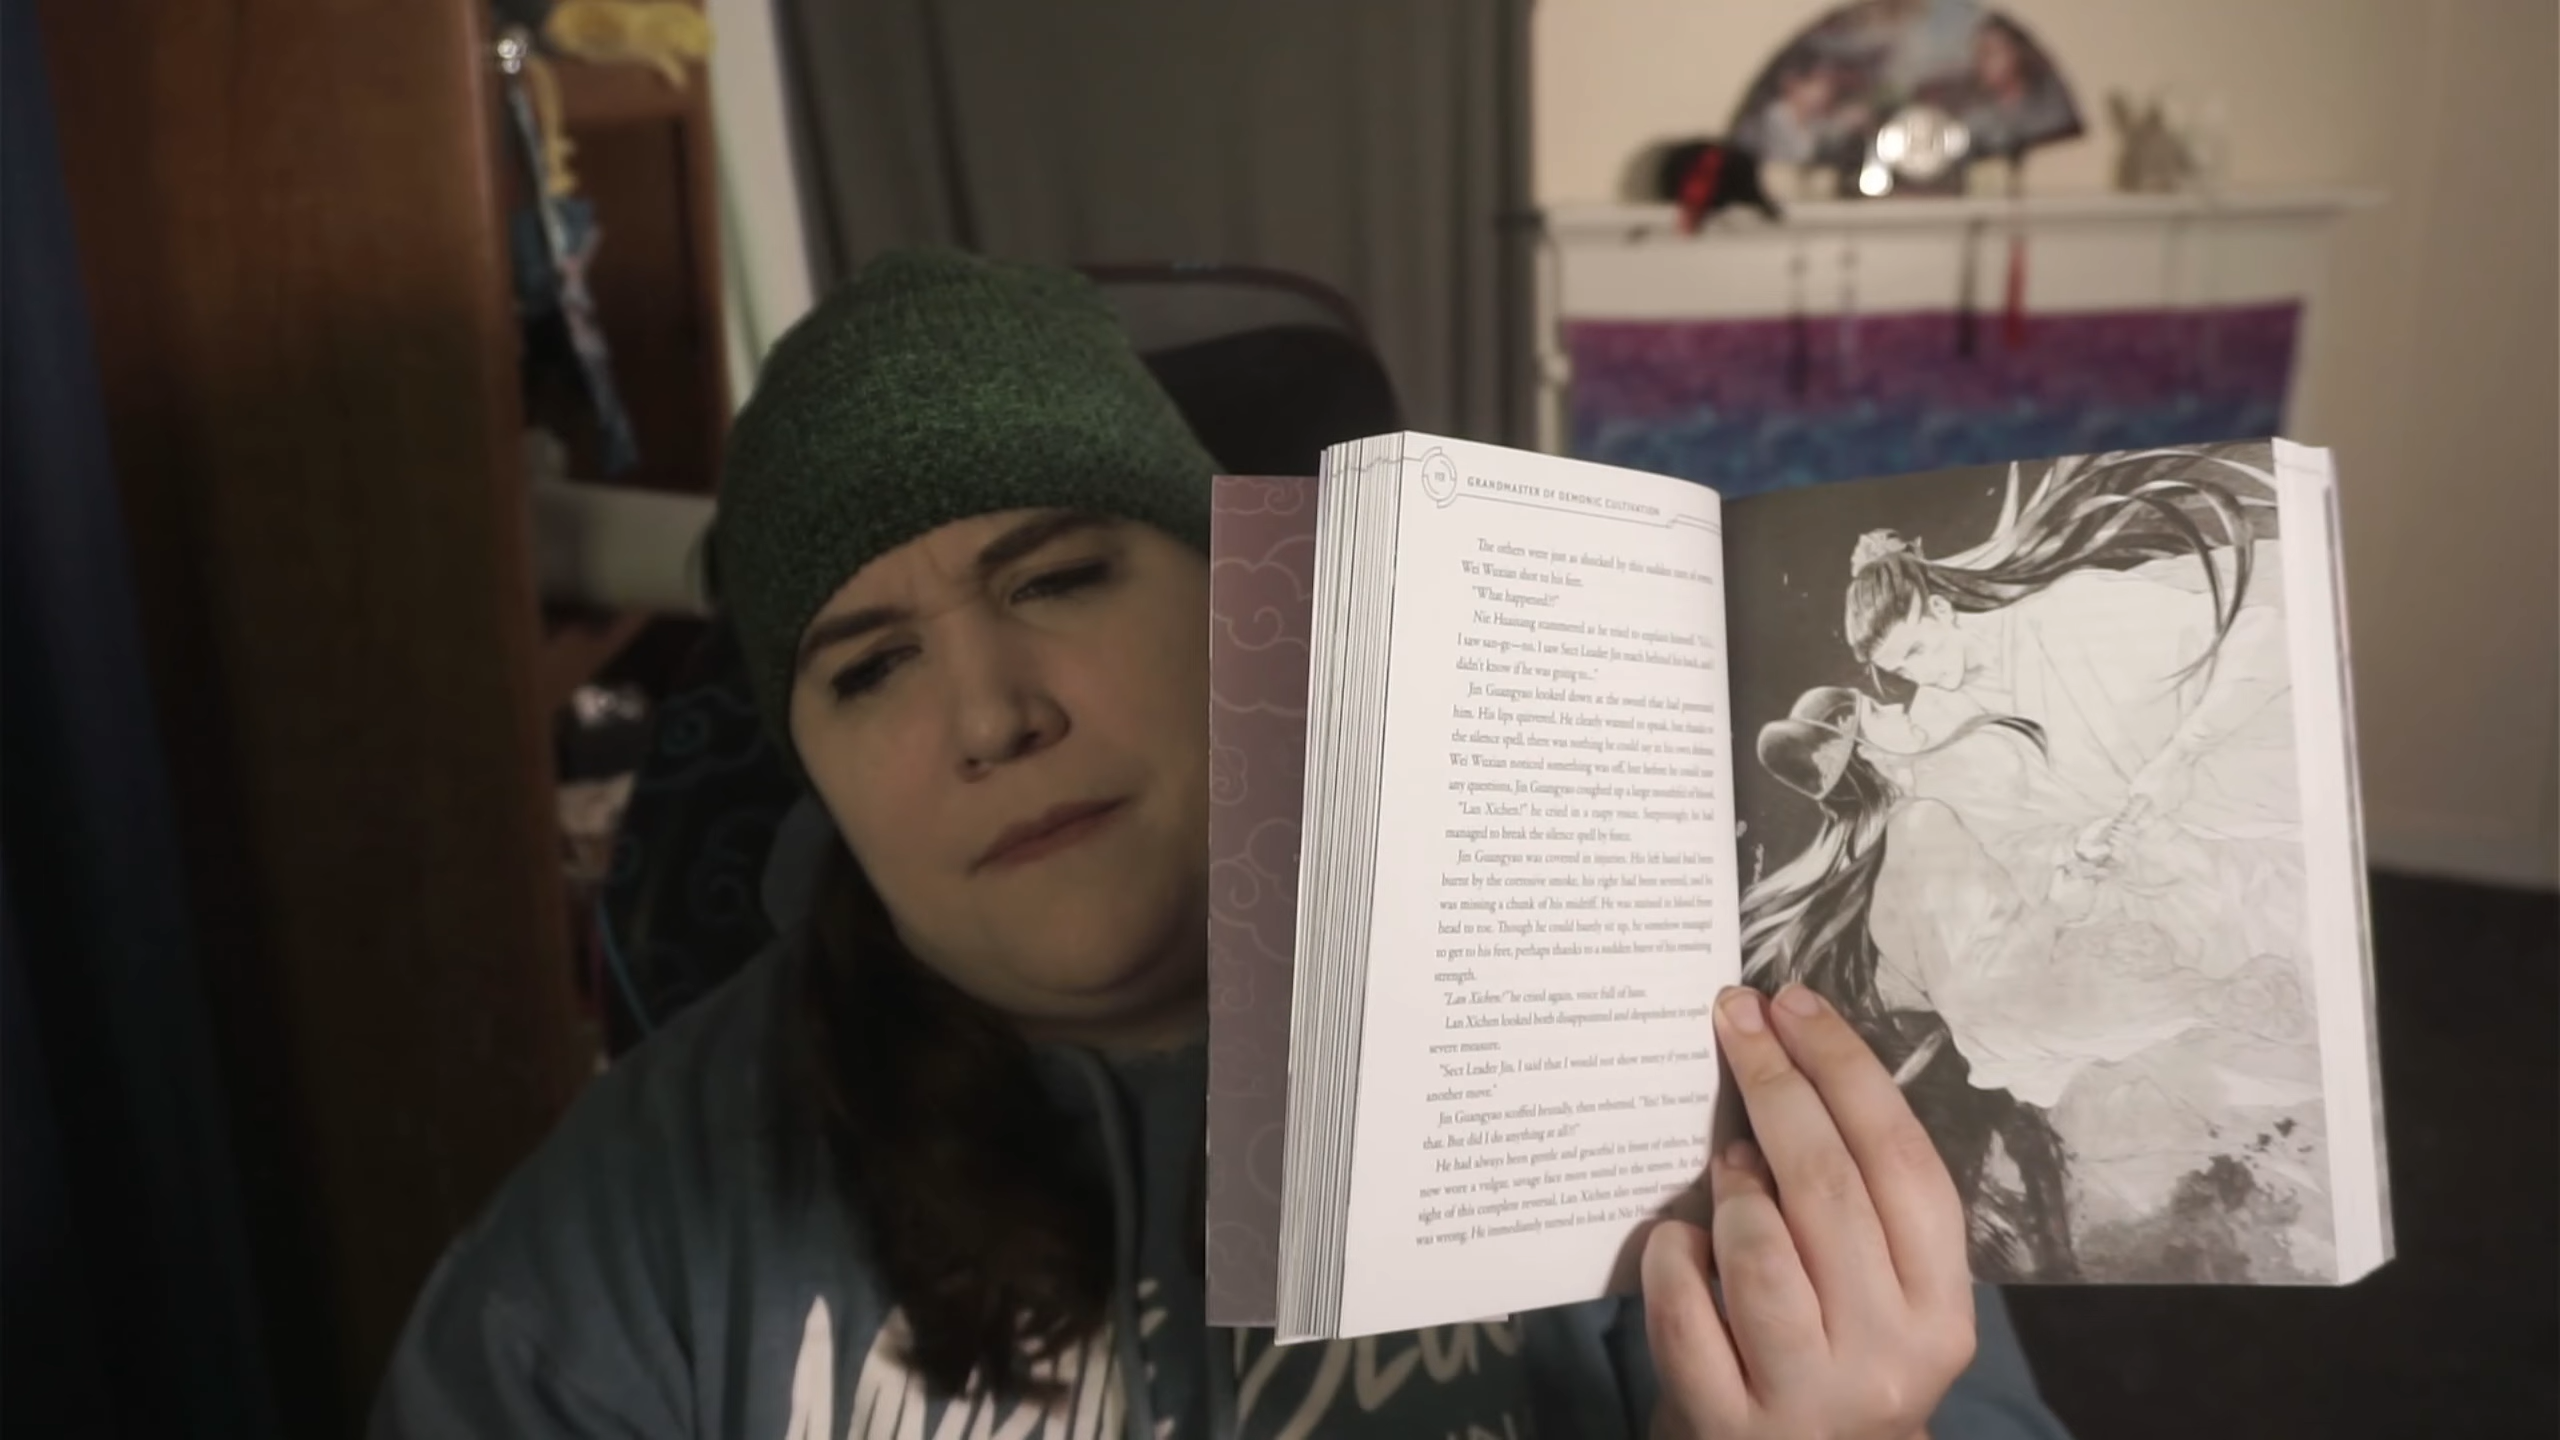 GRANDMASTER OF DEMONIC CULTIVATION
The others were just as shocked by this sudden turn of events.
Wei Wuxian shot to his feet.
"What happened?!"
Nie Huaisang stammered as he tried to explain himself.
I saw san-ge—no, I saw Sect Leader Jin reach behind his back, and I
didn't know if he was going to..."
Jin Guangyao looked down at the sword that had
him. His lips quivered. He clearly wanted to speak, but thanks to
the silence spell, there was nothing he could say in his own defense.
Wei Wuxian noticed something was off, but before he could
any questions, Jin Guangyao coughed up a large mouthful of blood.
"Lan Xichen!" he cried in a raspy voice. Surprisingly, he had
managed to break the silence spell by force.
Jin Guangyao was covered in injuries. His left hand had been
burnt by the corrosive smoke, his right had been severed, and he
was missing a chunk of his midriff. He was stained in blood from
head to toe. Though he could barely sit up, he somehow managed
to get to his feet, perhaps thanks to a sudden burst of his remaining
strength.
"Lan Xichen!" he cried again, voice full of hate.
Lan Xichen looked both disappointed and despondent in equally
severe measure.
"Sect Leader Jin, I said that I would not show mercy if you made
another move."
Jin Guangyao scoffed brutally, then retorted, "Yes! You said just
that. But did I do anything at all?!"
He had always been gentle and graceful in front of others, but
now wore a vulgar, savage face more suited to the streets. At the
sight of this complete reversal, Lan Xichen also sensed
was wrong. He immediately turned to look at Nie